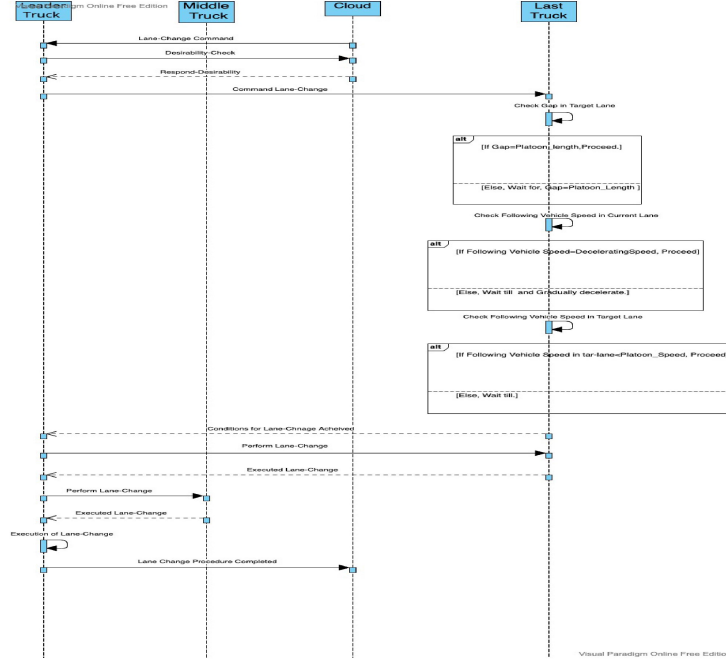 Visual Paradigm Online Free Edition
Leader
Truck
Middle
Truck
Cloud
Last
Truck
Lane-Change Command
Desirability-Check
Respond-Desirability
Command Lane-Change
Check Gap in Target Lane
alt
[If Gap=Platoon_length,Proceed.]
[Else, Wait for, Gap=Platoon_Length ]
Check Following Vehicle Speed in Current Lane
alt
[If Following Vehicle Speed=DeceleratingSpeed, Proceed]
[Else, Wait till and Gradually decelerate.]
Check Following Vehicle Speed in Target Lane
alt
[If Following Vehicle Speed in tar-lane<Platoon_Speed, Proceed
[Else, Wait till.]
Conditions for Lane-Chnage Acheived
Perform Lane-Change
Executed Lane-Change
Perform Lane-Change
Executed Lane-Change
Execution of Lane-Change
Lane Change Procedure Completed
Visual Paradigm Online Free Editio